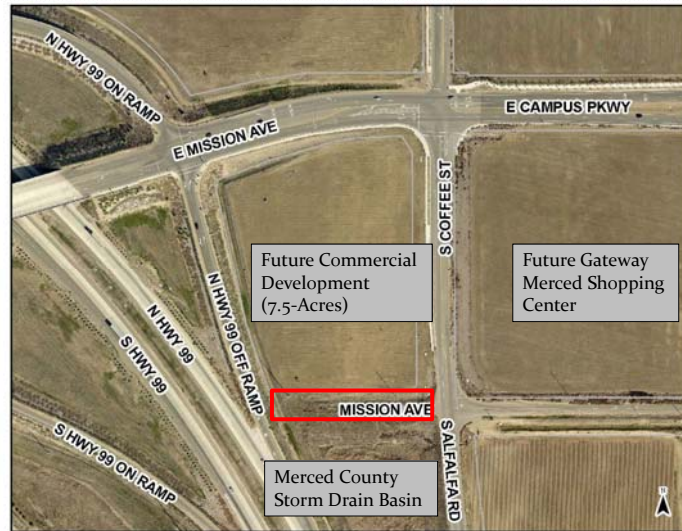 N HWY 99 ON RAMP
E CAMPUS PKWY
E MISSION AVE
S COFFEE ST
Future Commercial
Development
(7.5-Acres)
Future Gateway
Merced Shopping
Center
N HWY 99 OFF RAMP
N HWY 99
S HWY 99
MISSION AVE
S HWY 99 ON RAMP
S ALFALFA RD
Merced County
Storm Drain Basin
N